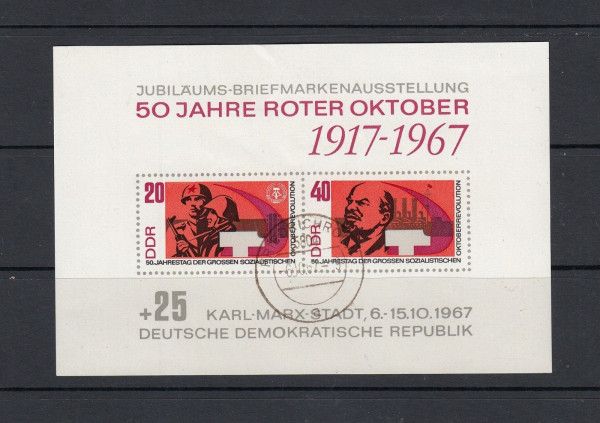 JUBILÄUMS-BRIEFMARKENAUSSTELLUNG
50 JAHRE ROTER OKTOBER
1917-1967
20
DDR
50. JAHRESTAG DER GROSSEN SOZIALISTISCHEN
OKTOBERREVOLUTION
40
DDR
50. JAHRESTAG DER GROSSEN SOZIALISTISCHEN
OKTOBERREVOLUTION
+25 KARL-MARX-STADT, 6.-15.10.1967
DEUTSCHE DEMOKRATISCHE REPUBLIK